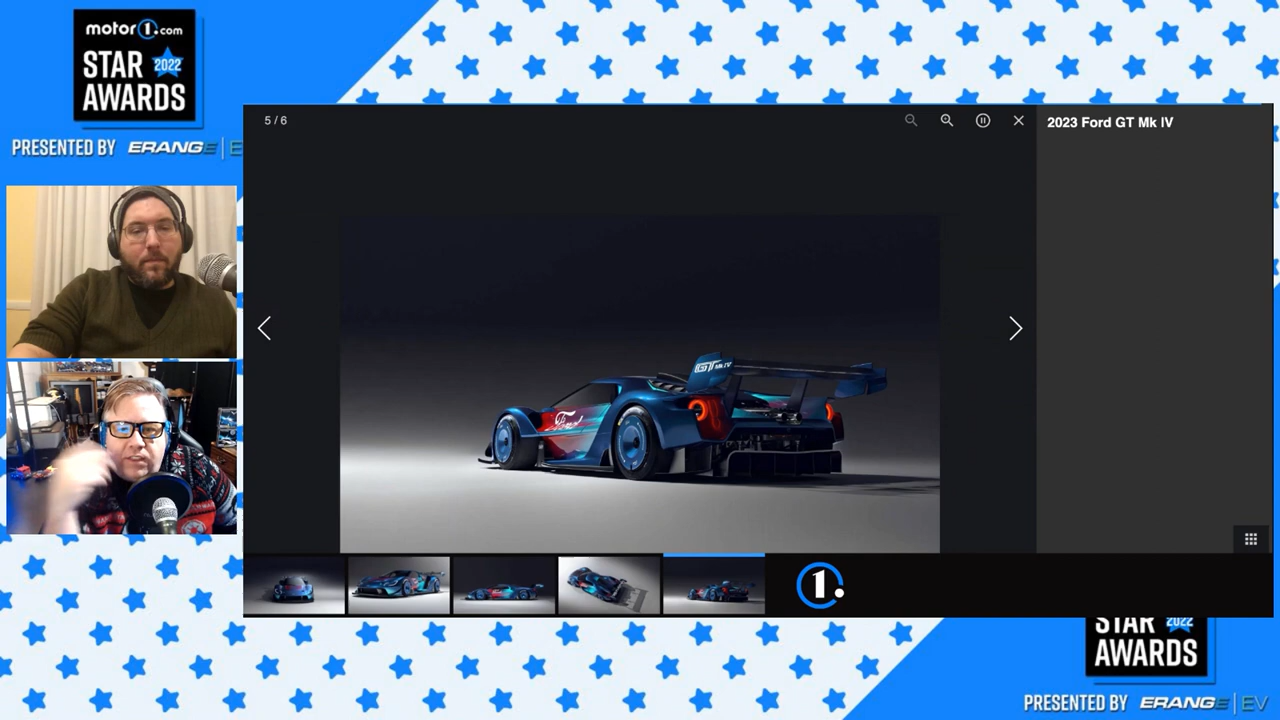 motor1.com
STAR 2022
AWARDS
PRESENTED BY ERANGE | E
5 / 6
2023 Ford GT Mk IV
GT Mk IV
Ford
1.
STAR 2022
AWARDS
PRESENTED BY ERANGE | EV